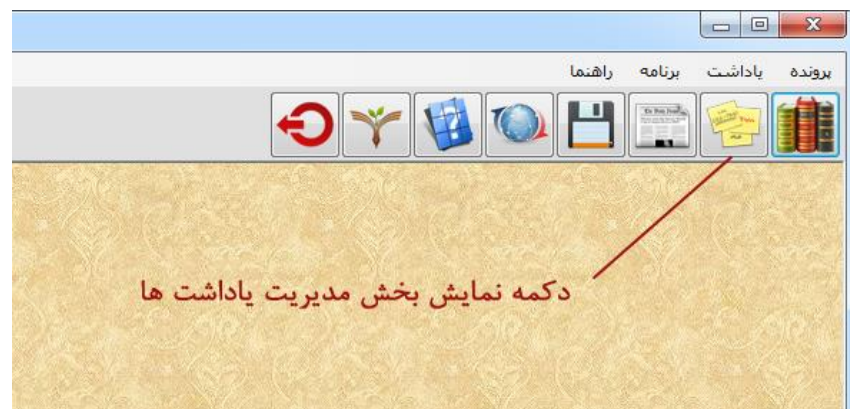 پرونده یاداشت برنامه راهنما
دکمه نمایش بخش مدیریت یاداشت ها